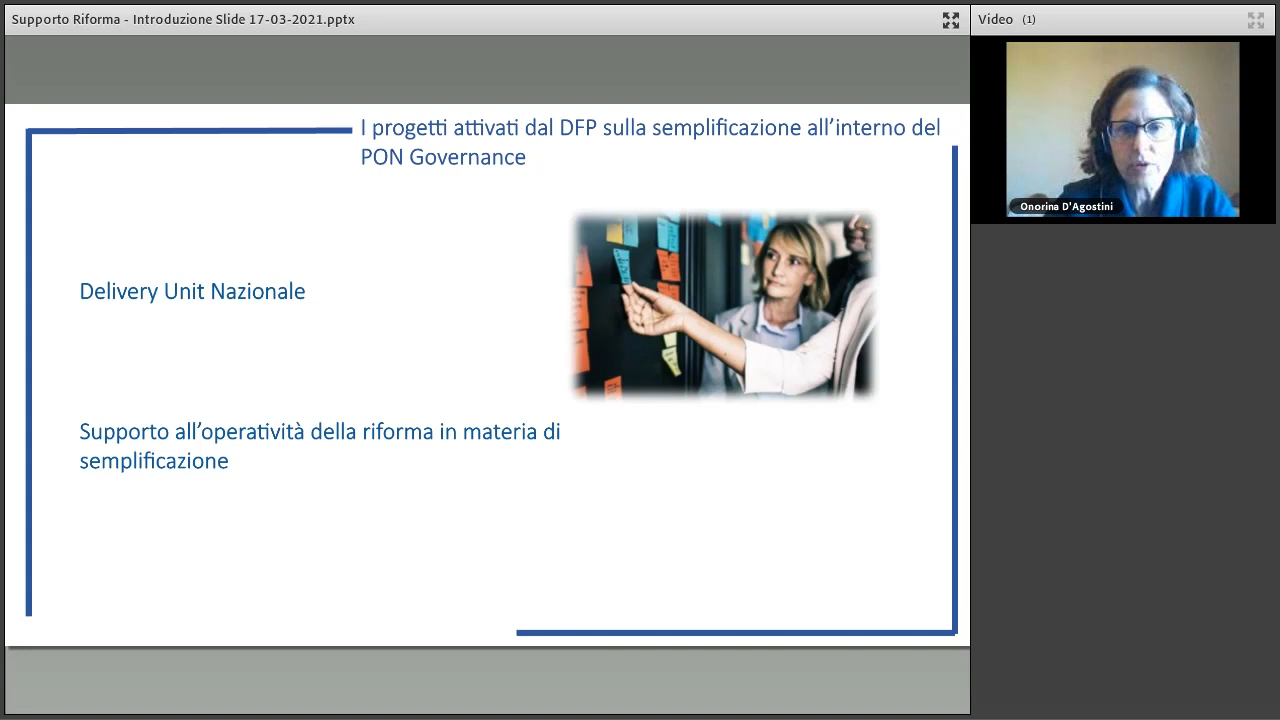 Supporto Riforma - Introduzione Slide 17-03-2021.pptx
Video (1)
Onorina D'Agostini
I progetti attivati dal DFP sulla semplificazione all’interno del
PON Governance
Delivery Unit Nazionale
Supporto all’operatività della riforma in materia di
semplificazione